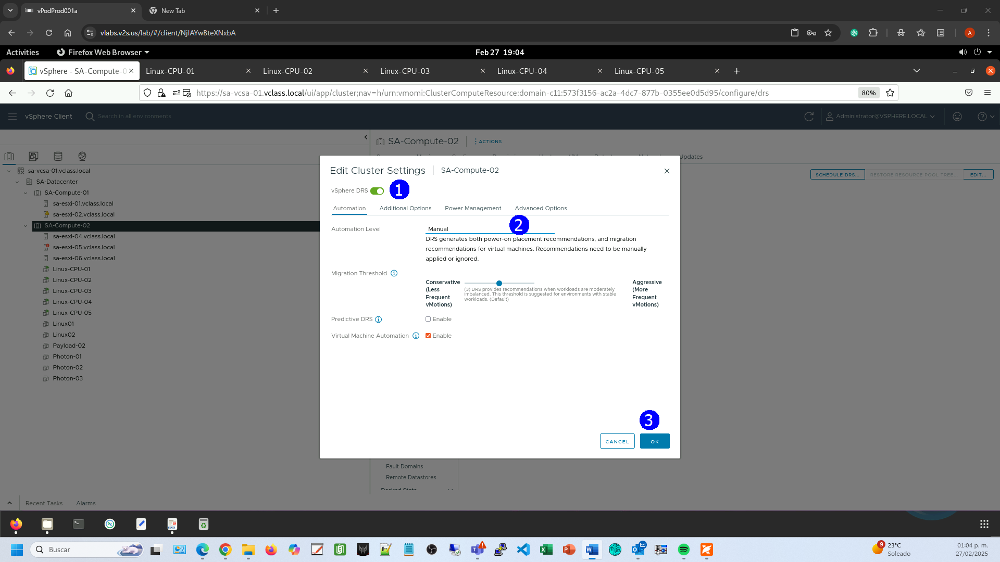 vPodProd001a
New Tab
vlabs.v2s.us/lab/#/client/NjIAYwBteXNxbA
A
Activities
Firefox Web Browser
Feb 27 19:04
vSphere - SA-Compute-0
Linux-CPU-01
Linux-CPU-02
Linux-CPU-03
Linux-CPU-04
Linux-CPU-05
https://sa-vcsa-01.vclass.local/ui/app/cluster;nav=h/urn:vmomi:ClusterComputeResource:domain-c11:573f3156-ac2a-4dc7-877b-0355ee0d5d95/configure/drs
80%
vSphere Client
Search in all environments
Administrator@VSPHERE.LOCAL
SA-Compute-02
ACTIONS
Updates
SCHEDULE DRS...
RESTORE RESOURCE POOL TREE...
EDIT...
sa-vcsa-01.vclass.local
SA-Datacenter
SA-Compute-01
sa-esxi-01.vclass.local
sa-esxi-02.vclass.local
SA-Compute-02
sa-esxi-04.vclass.local
sa-esxi-05.vclass.local
sa-esxi-06.vclass.local
Linux-CPU-01
Linux-CPU-02
Linux-CPU-03
Linux-CPU-04
Linux-CPU-05
Linux01
Linux02
Payload-02
Photon-01
Photon-02
Photon-03
Edit Cluster Settings | SA-Compute-02
vSphere DRS
1
Automation
Additional Options
Power Management
Advanced Options
Automation Level
Manual
2
DRS generates both power-on placement recommendations, and migration
recommendations for virtual machines. Recommendations need to be manually
applied or ignored.
Migration Threshold
Conservative
(Less
Frequent
vMotions)
(3) DRS provides recommendations when workloads are moderately
imbalanced. This threshold is suggested for environments with stable
workloads. (Default)
Aggressive
(More
Frequent
vMotions)
Predictive DRS
Enable
Virtual Machine Automation
Enable
3
CANCEL
OK
Fault Domains
Remote Datastores
Desired State
Recent Tasks
Alarms
Buscar
9
23°C
Soleado
01:04 p. m.
27/02/2025